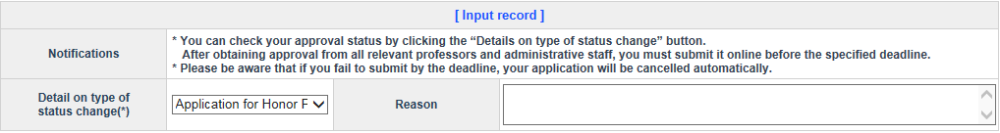 [ Input record ]
Notifications
* You can check your approval status by clicking the “Details on type of status change” button.
After obtaining approval from all relevant professors and administrative staff, you must submit it online before the specified deadline.
* Please be aware that if you fail to submit by the deadline, your application will be cancelled automatically.
Detail on type of
status change(*)
Application for Honor F
Reason